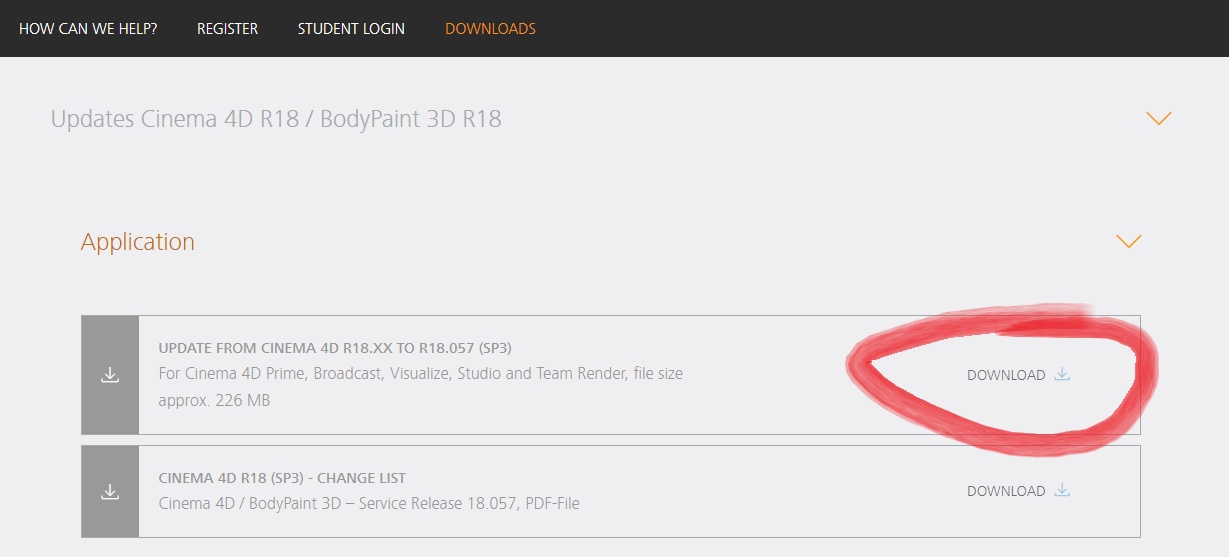 HOW CAN WE HELP? REGISTER STUDENT LOGIN DOWNLOADS
Updates Cinema 4D R18 / BodyPaint 3D R18
Application
UPDATE FROM CINEMA 4D R18.XX TO R18.057 (SP3)
For Cinema 4D Prime, Broadcast, Visualize, Studio and Team Render, file size
approx. 226 MB
DOWNLOAD
CINEMA 4D R18 (SP3) - CHANGE LIST
Cinema 4D / BodyPaint 3D – Service Release 18.057, PDF-File
DOWNLOAD